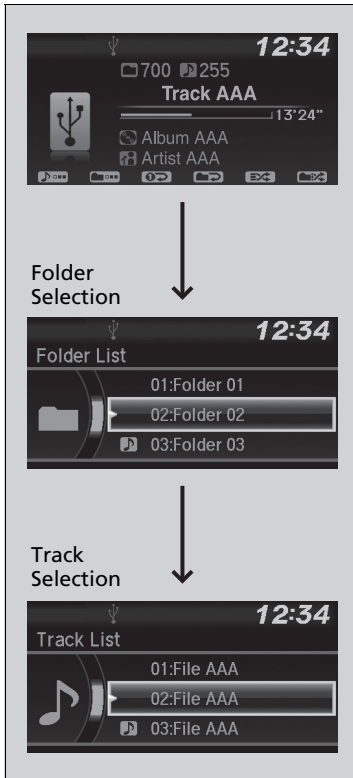 12:34
700 255
Track AAA
13'24"
Album AAA
Artist AAA
Folder
Selection
12:34
Folder List
01:Folder 01
02:Folder 02
03:Folder 03
Track
Selection
12:34
Track List
01:File AAA
02:File AAA
03:File AAA